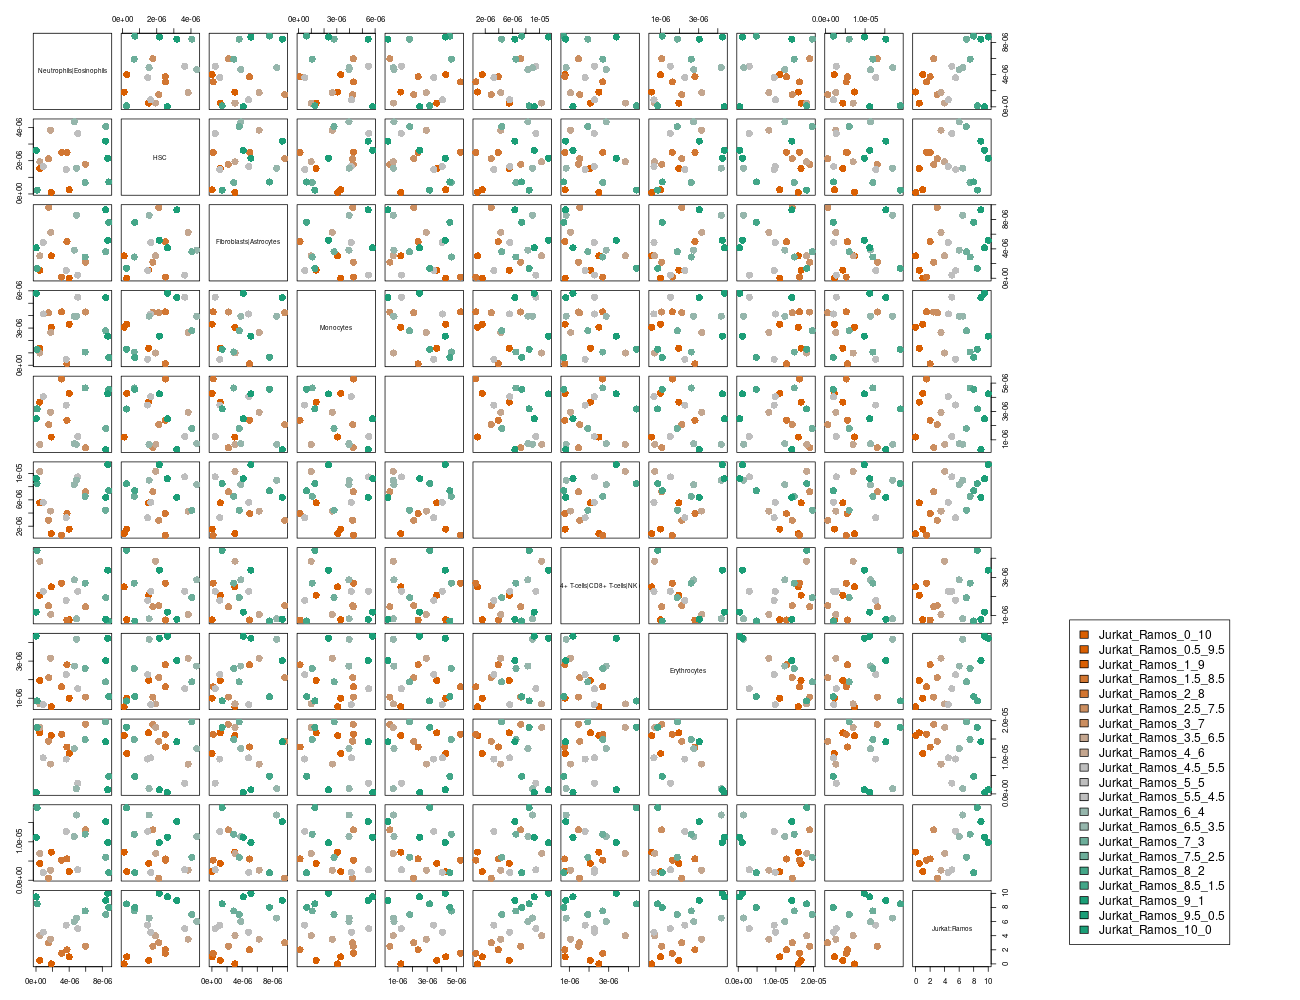 0e+00 2e-06 4e-06 0e+00 3e-06 6e-06 2e-06 6e-06 1e-05 1e-06 3e-06 0.0e+00 1.0e-05
Neutrophils|Eosinophils
0e+00 4e-06 8e-06
HSC
0e+00 2e-06 4e-06
Fibroblasts|Astrocytes
0e+00 4e-06 8e-06
Monocytes
0e+00 3e-06 6e-06
1e-06 3e-06 5e-06
2e-06 6e-06 1e-05
4+ T-cells|CD8+ T-cells|NK
1e-06 3e-06
Erythrocytes
1e-06 3e-06
0.0e+00 1.0e-05 2.0e-05
0.0e+00 1.0e-05
Jurkat:Ramos
0 2 4 6 8 10
0e+00 4e-06 8e-06 0e+00 4e-06 8e-06 1e-06 3e-06 5e-06 1e-06 3e-06 0.0e+00 1.0e-05 2.0e-05 0 2 4 6 8 10
Jurkat_Ramos_0_10
Jurkat_Ramos_0.5_9.5
Jurkat_Ramos_1_9
Jurkat_Ramos_1.5_8.5
Jurkat_Ramos_2_8
Jurkat_Ramos_2.5_7.5
Jurkat_Ramos_3_7
Jurkat_Ramos_3.5_6.5
Jurkat_Ramos_4_6
Jurkat_Ramos_4.5_5.5
Jurkat_Ramos_5_5
Jurkat_Ramos_5.5_4.5
Jurkat_Ramos_6_4
Jurkat_Ramos_6.5_3.5
Jurkat_Ramos_7_3
Jurkat_Ramos_7.5_2.5
Jurkat_Ramos_8_2
Jurkat_Ramos_8.5_1.5
Jurkat_Ramos_9_1
Jurkat_Ramos_9.5_0.5
Jurkat_Ramos_10_0